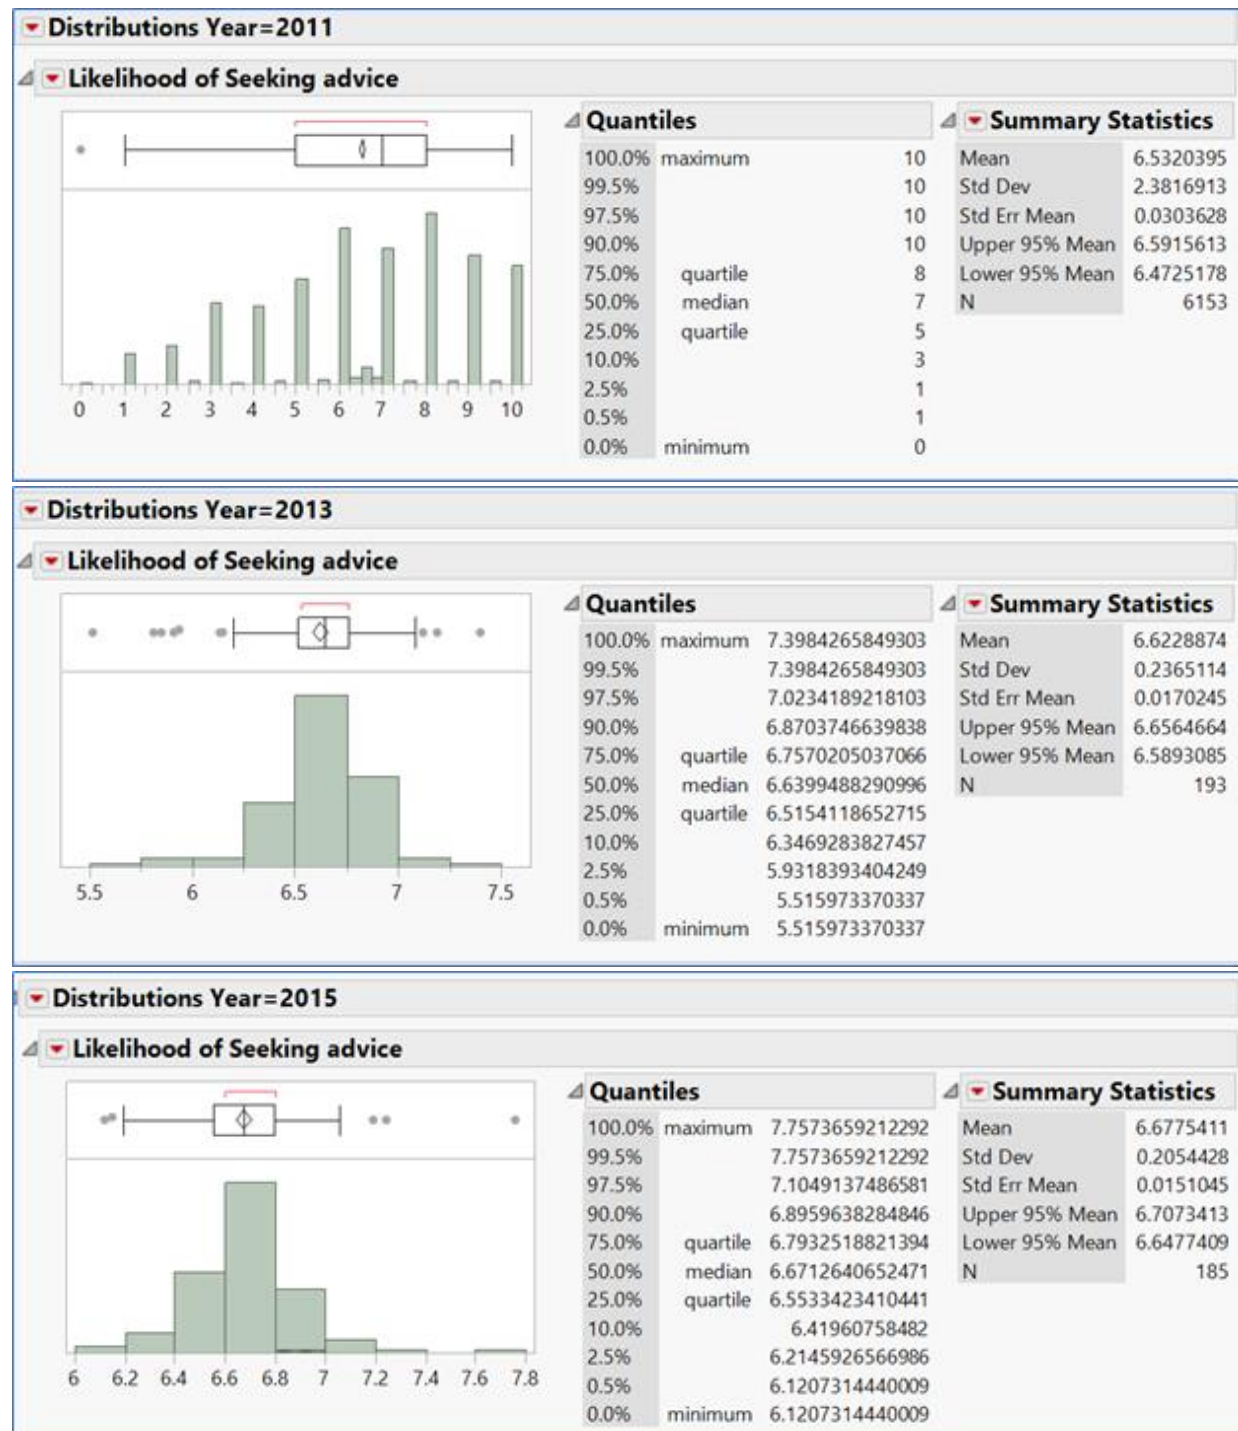 Distributions Year=2011
Likelihood of Seeking advice
0 1 2 3 4 5 6 7 8 9 10
Quantiles
100.0% maximum 10
99.5% 10
97.5% 10
90.0% 10
75.0% quartile 8
50.0% median 7
25.0% quartile 5
10.0% 3
2.5% 1
0.5% 1
0.0% minimum 0
Summary Statistics
Mean 6.5320395
Std Dev 2.3816913
Std Err Mean 0.0303628
Upper 95% Mean 6.5915613
Lower 95% Mean 6.4725178
N 6153
Distributions Year=2013
Likelihood of Seeking advice
5.5 6 6.5 7 7.5
Quantiles
100.0% maximum 7.3984265849303
99.5% 7.3984265849303
97.5% 7.0234189218103
90.0% 6.8703746639838
75.0% quartile 6.7570205037066
50.0% median 6.6399488290996
25.0% quartile 6.5154118652715
10.0% 6.3469283827457
2.5% 5.9318393404249
0.5% 5.515973370337
0.0% minimum 5.515973370337
Summary Statistics
Mean 6.6228874
Std Dev 0.2365114
Std Err Mean 0.0170245
Upper 95% Mean 6.6564664
Lower 95% Mean 6.5893085
N 193
Distributions Year=2015
Likelihood of Seeking advice
6 6.2 6.4 6.6 6.8 7 7.2 7.4 7.6 7.8
Quantiles
100.0% maximum 7.7573659212292
99.5% 7.7573659212292
97.5% 7.1049137486581
90.0% 6.8959638284846
75.0% quartile 6.7932518821394
50.0% median 6.6712640652471
25.0% quartile 6.5533423410441
10.0% 6.41960758482
2.5% 6.2145926566986
0.5% 6.1207314440009
0.0% minimum 6.1207314440009
Summary Statistics
Mean 6.6775411
Std Dev 0.2054428
Std Err Mean 0.0151045
Upper 95% Mean 6.7073413
Lower 95% Mean 6.6477409
N 185